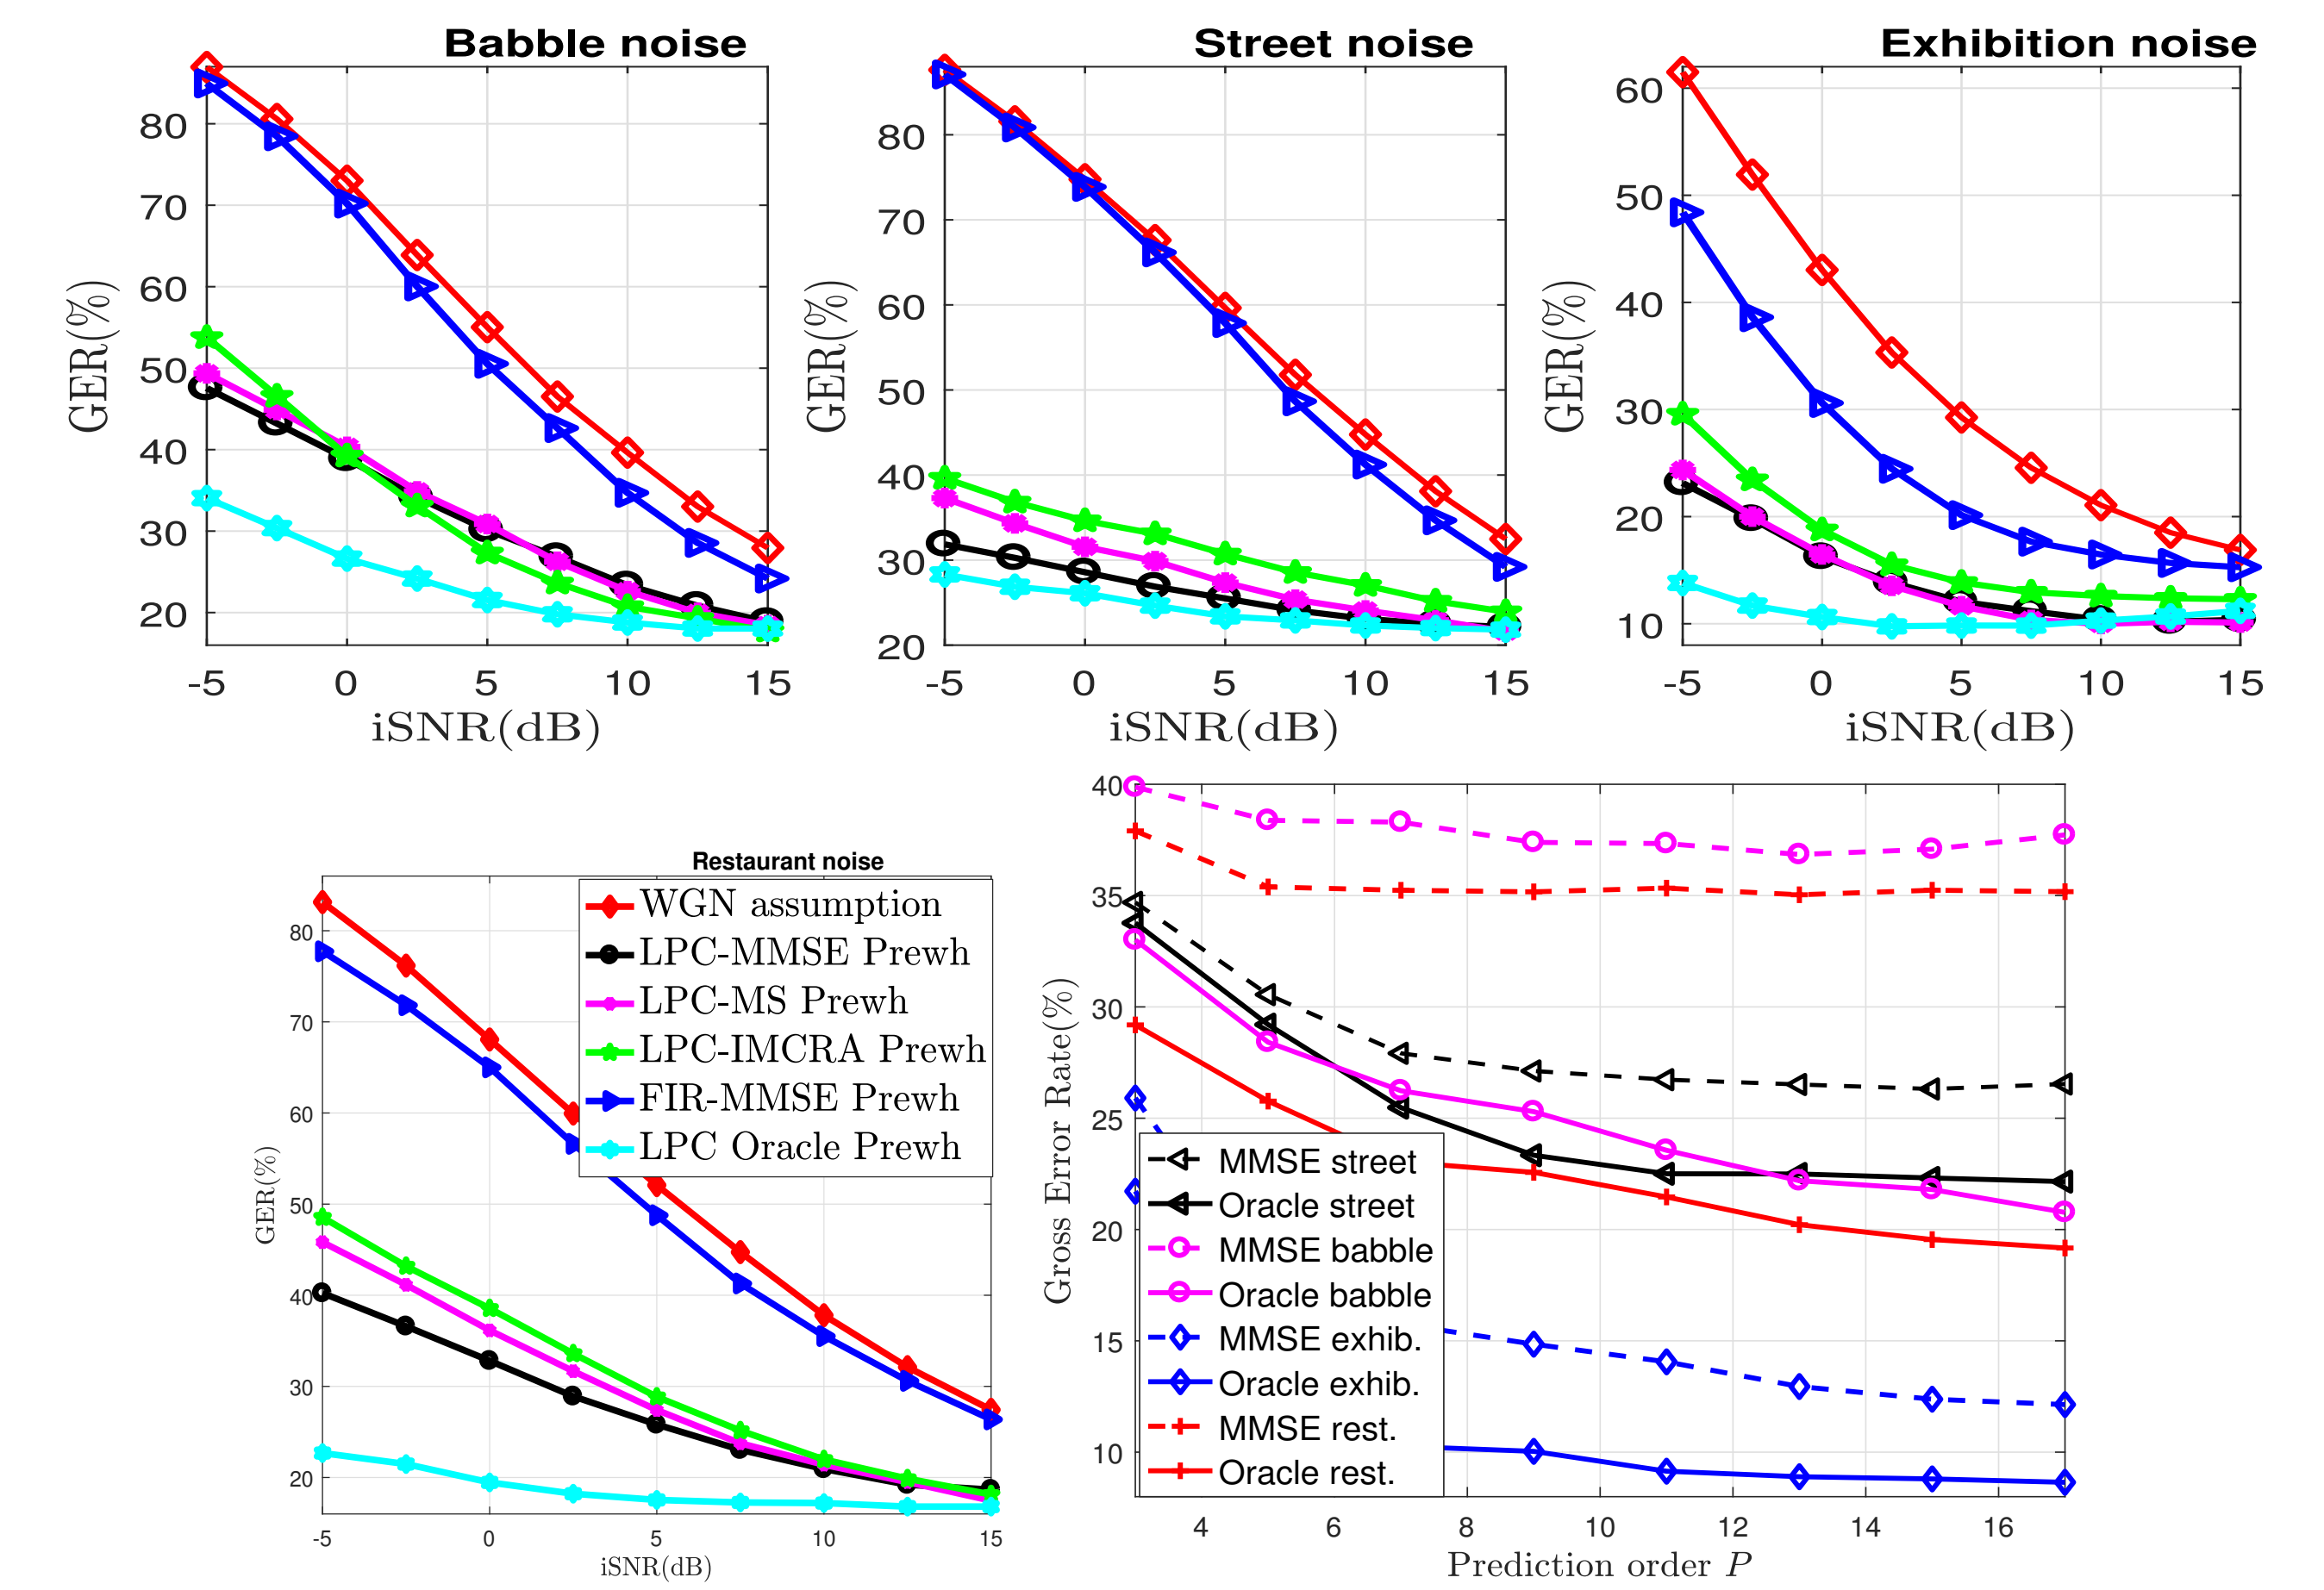 Babble noise
80
70
60
50
40
30
20
GER(%)
-5 0 5 10 15
iSNR(dB)
Street noise
80
70
60
50
40
30
20
GER(%)
-5 0 5 10 15
iSNR(dB)
Exhibition noise
60
50
40
30
20
10
GER(%)
-5 0 5 10 15
iSNR(dB)
Restaurant noise
80
70
60
50
40
30
20
GER(%)
WGN assumption
LPC-MMSE Prewh
LPC-MS Prewh
LPC-IMCRA Prewh
FIR-MMSE Prewh
LPC Oracle Prewh
-5 0 5 10 15
iSNR(dB)
40
35
30
25
20
15
10
Gross Error Rate(%)
MMSE street
Oracle street
MMSE babble
Oracle babble
MMSE exhib.
Oracle exhib.
MMSE rest.
Oracle rest.
4 6 8 10 12 14 16
Prediction order P